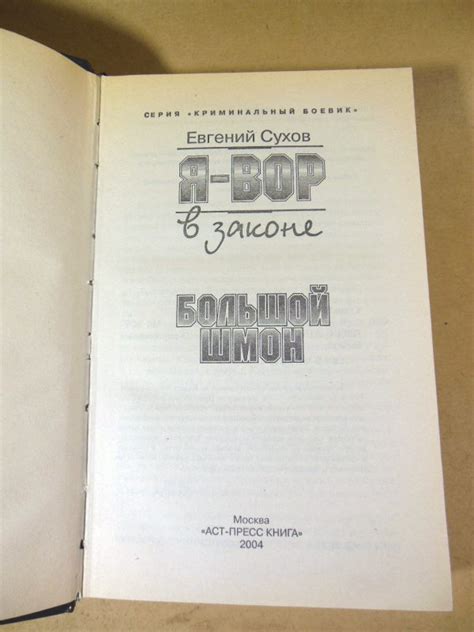 СЕРИЯ «КРИМИНАЛЬНЫЙ БОЕВИК»
Евгений Сухов
Я-ВОР
в законе
БОЛЬШОЙ
ШМОН
Москва
«АСТ-ПРЕСС КНИГА»
2004